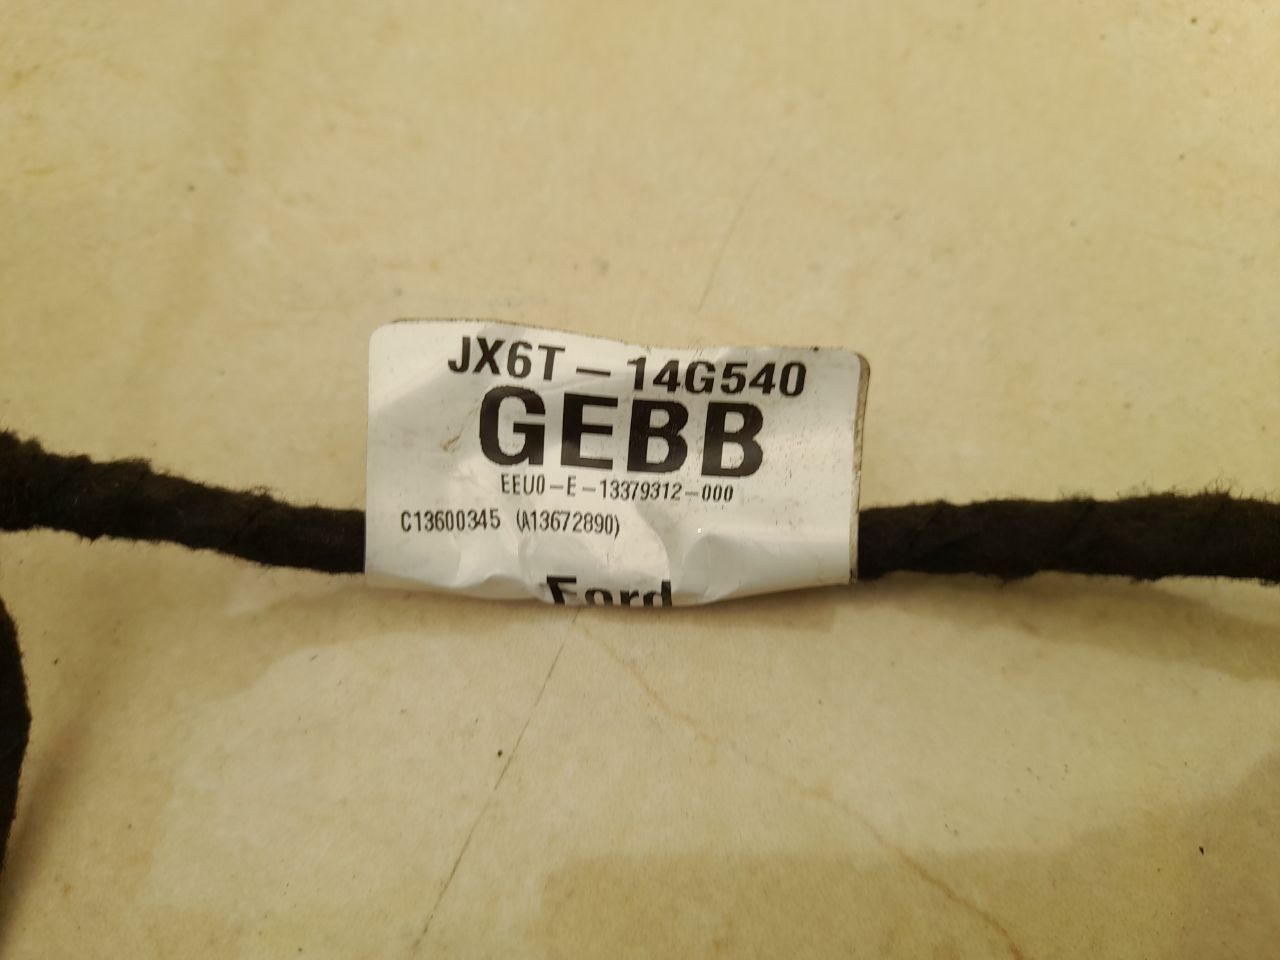 JX6T-14G540
GEBB
EEU0-E-13379312-000
C13600345 (A13672890)
Ford